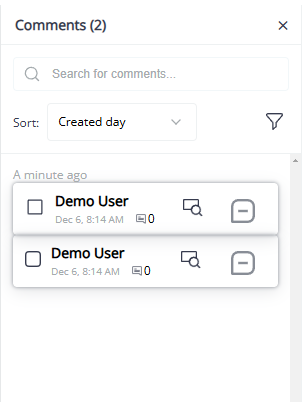 Comments (2)
Search for comments...
Sort: Created day
A minute ago
Demo User
Dec 6, 8:14 AM 0
Demo User
Dec 6, 8:14 AM 0